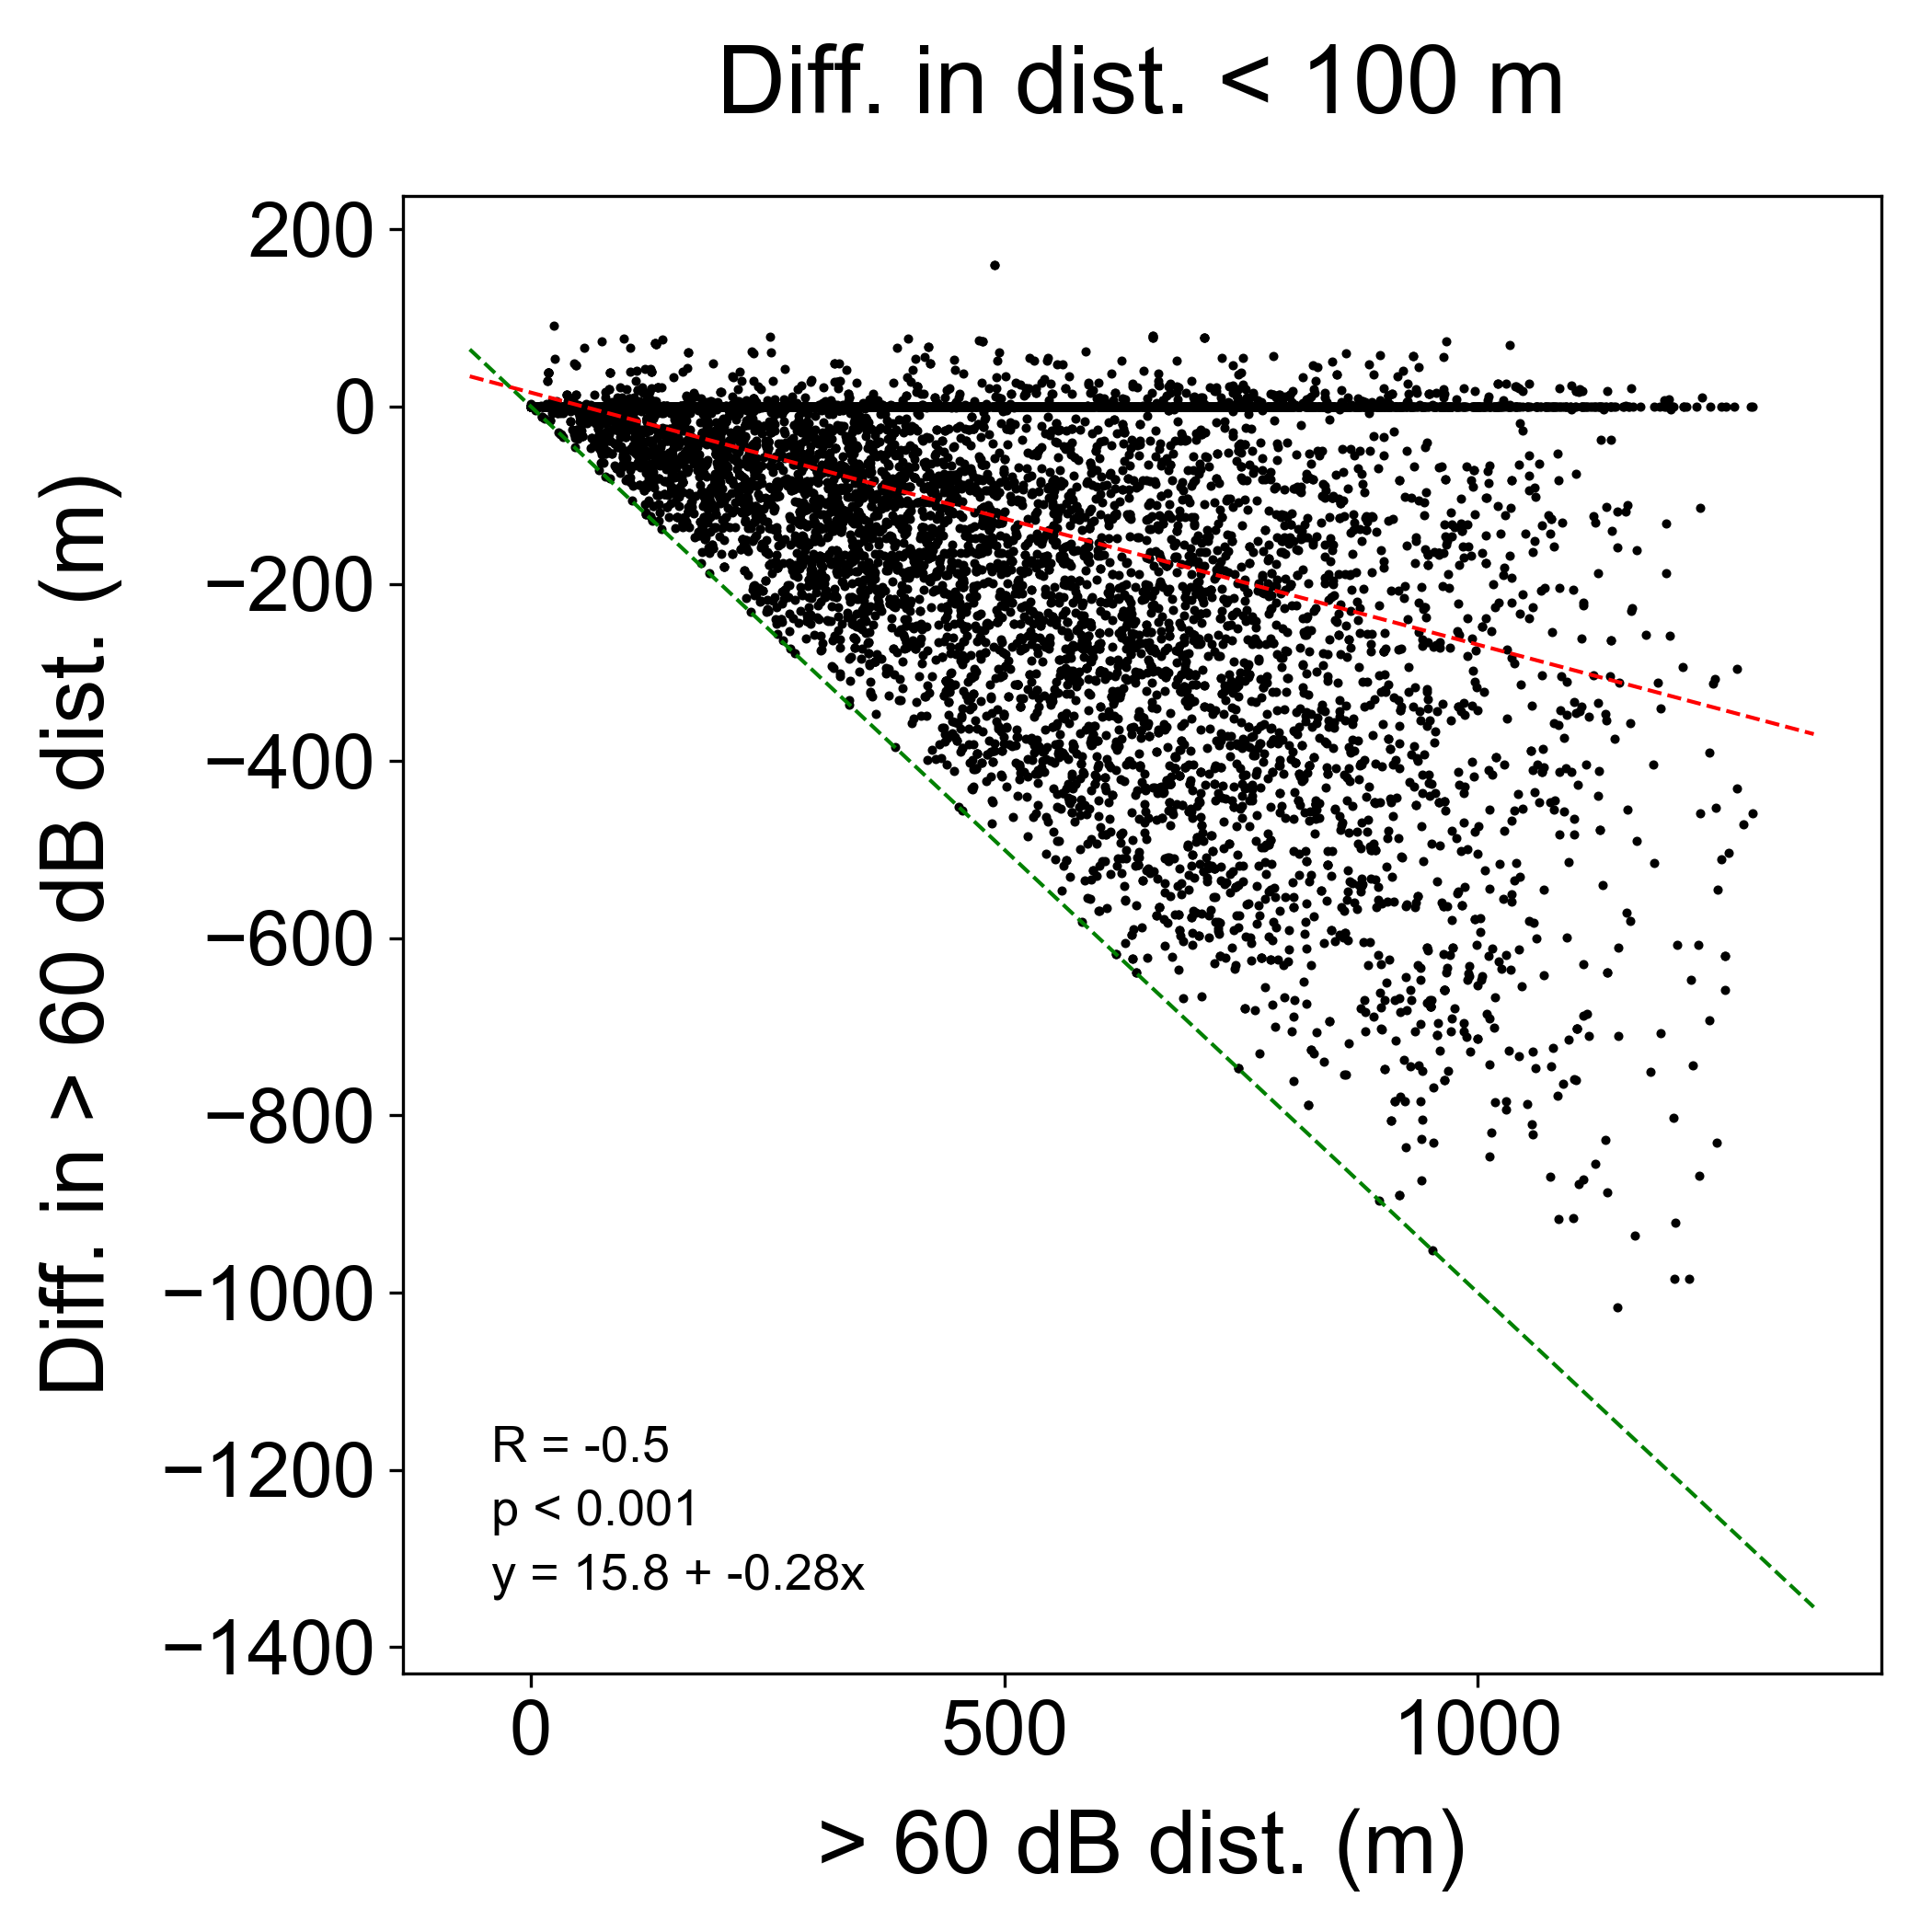 Diff. in dist. < 100 m
Diff. in > 60 dB dist. (m)
200
0
−200
−400
−600
−800
−1000
−1200
−1400
R = -0.5
p < 0.001
y = 15.8 + -0.28x
0 500 1000
> 60 dB dist. (m)